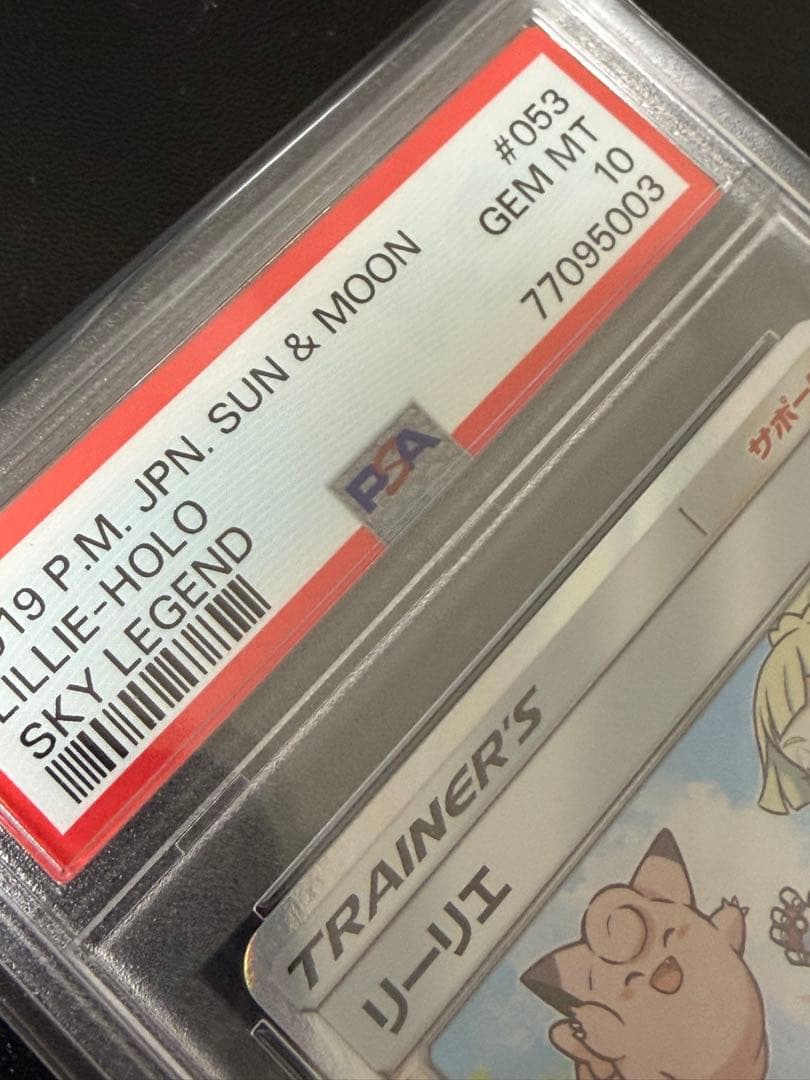 19 P.M. JPN. SUN & MOON
LILLIE-HOLO
SKY LEGEND
#053
GEM MT
10
77095003
PSA
サポー
TRAINER'S
リーリエ